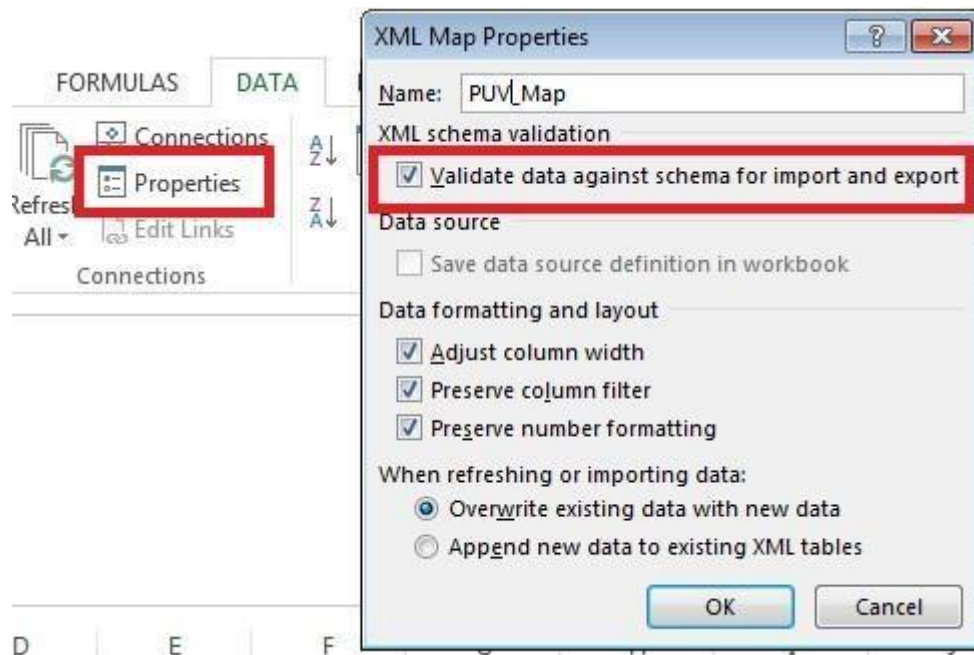 FORMULAS DATA
Connections
Properties
Refresh
All
Edit Links
Connections
A
Z
Z
A
XML Map Properties
Name: PUV_Map
XML schema validation
Validate data against schema for import and export
Data source
Save data source definition in workbook
Data formatting and layout
Adjust column width
Preserve column filter
Preserve number formatting
When refreshing or importing data:
Overwrite existing data with new data
Append new data to existing XML tables
OK Cancel
D E F